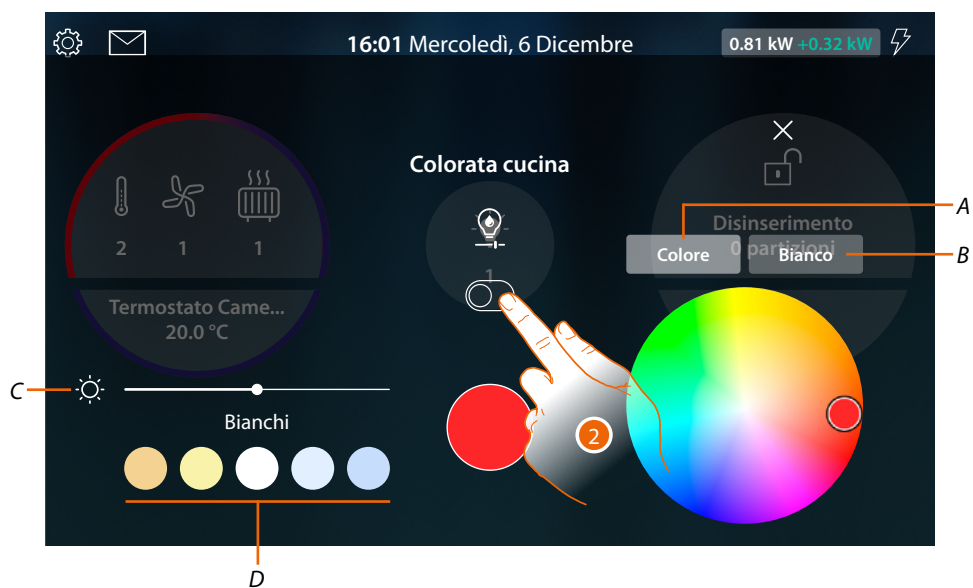 16:01 Mercoledì, 6 Dicembre
0.81 kW +0.32 kW
Colorata cucina
A
Disinserimento
0 partizioni
2 1 1
Colore Bianco
B
1
Termostato Came...
20.0 °C
C
Bianchi
2
D